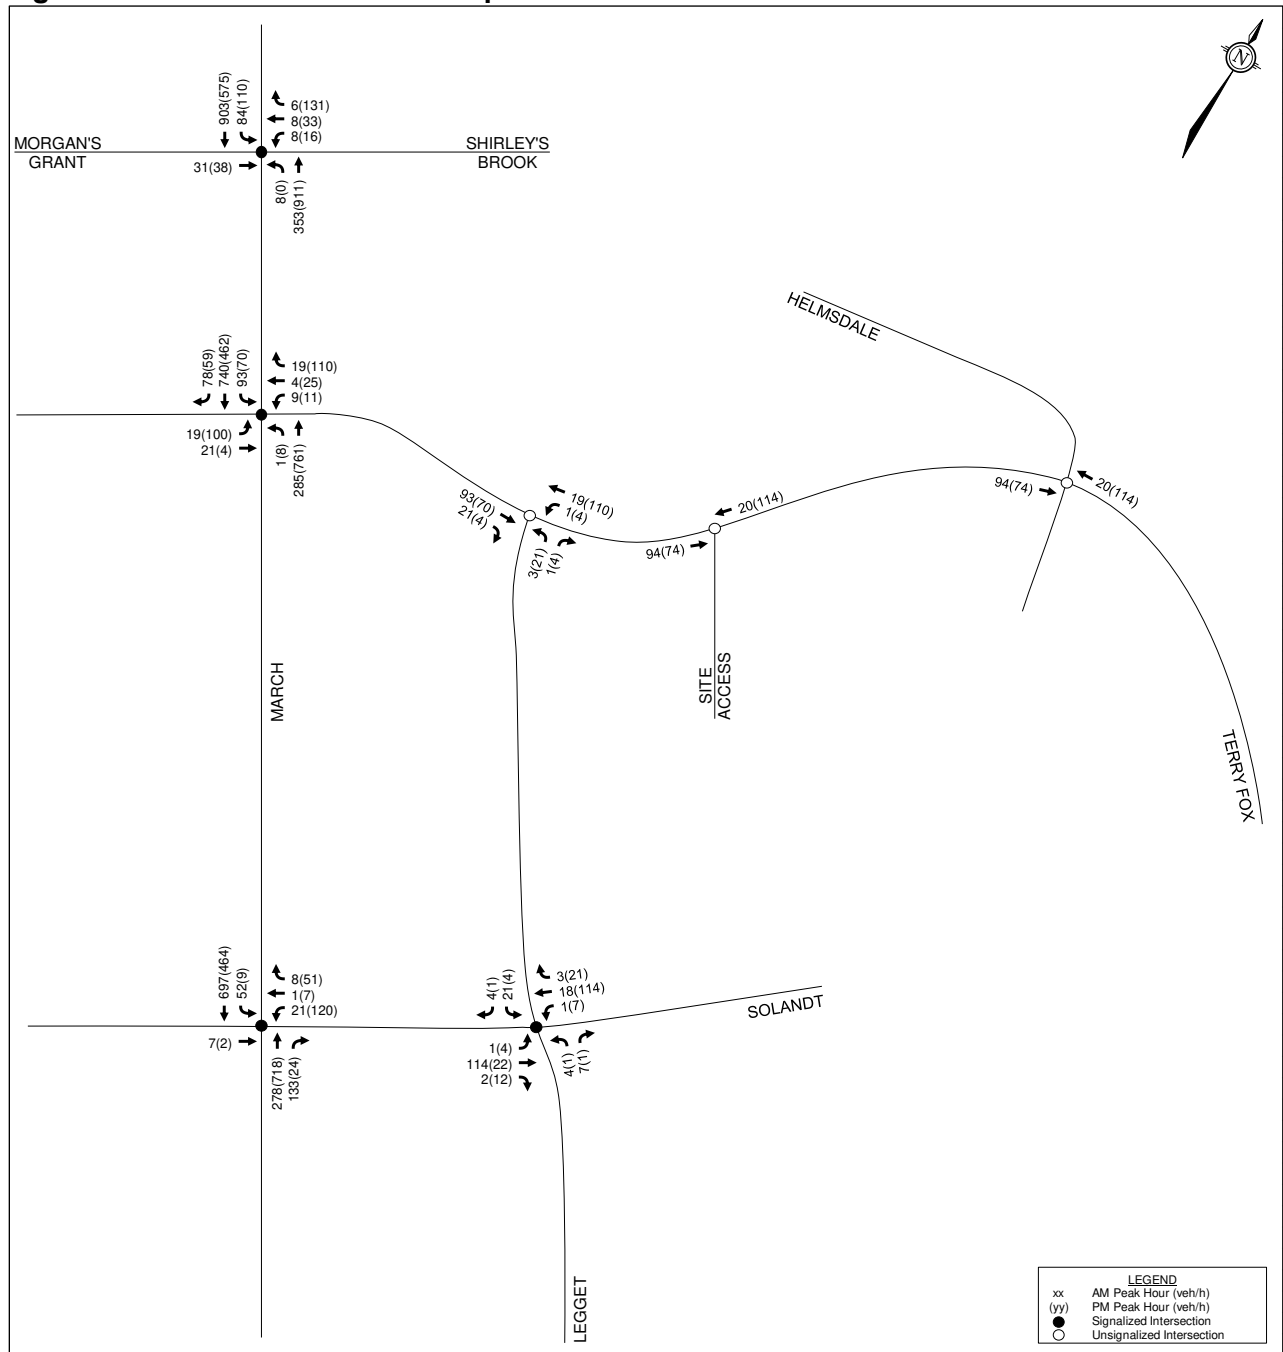 N
903(575)
84(110)
6(131)
8(33)
8(16)
MORGAN'S
GRANT
SHIRLEY'S
BROOK
31(38)
8(0)
353(911)
HELMSDALE
78(59)
740(462)
93(70)
19(110)
4(25)
9(11)
19(100)
21(4)
1(8)
285(761)
93(70)
21(4)
19(110)
1(4)
3(21)
1(4)
20(114)
94(74)
94(74)
20(114)
MARCH
SITE
ACCESS
TERRY FOX
697(464)
52(9)
8(51)
1(7)
21(120)
7(2)
278(718)
133(24)
4(1)
21(4)
3(21)
18(114)
1(7)
SOLANDT
1(4)
114(22)
2(12)
4(1)
7(1)
LEGGET
LEGEND
xx AM Peak Hour (veh/h)
(yy) PM Peak Hour (veh/h)
Signalized Intersection
Unsignalized Intersection